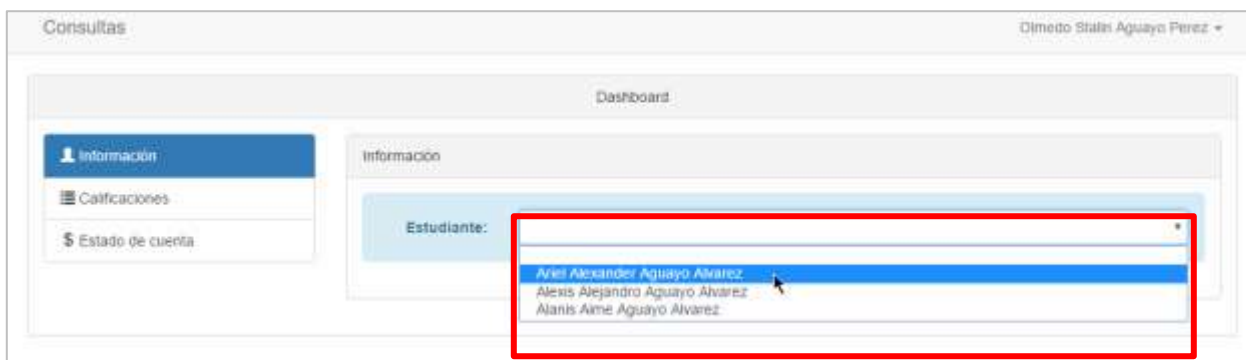 Consultas
Olmedo Stalin Aguayo Perez
Dashboard
Información
Información
Calificaciones
Estudiante:
$ Estado de cuenta
Ariel Alexander Aguayo Alvarez
Alexis Alejandro Aguayo Alvarez
Alanis Aime Aguayo Alvarez